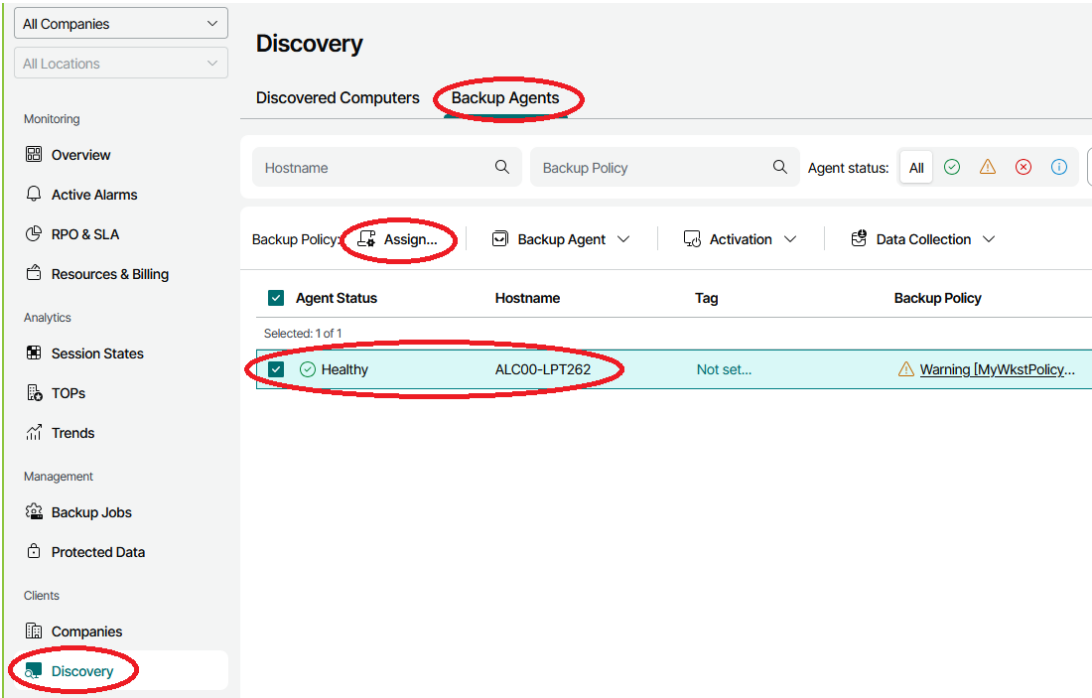 All Companies
All Locations
Monitoring
Overview
Active Alarms
RPO & SLA
Resources & Billing
Analytics
Session States
TOPs
Trends
Management
Backup Jobs
Protected Data
Clients
Companies
Discovery
Discovery
Discovered Computers Backup Agents
Hostname Backup Policy Agent status: All
Backup Policy: Assign... Backup Agent Activation Data Collection
Agent Status Hostname Tag Backup Policy
Selected: 1 of 1
Healthy ALC00-LPT262 Not set... Warning [MyWkstPolicy...